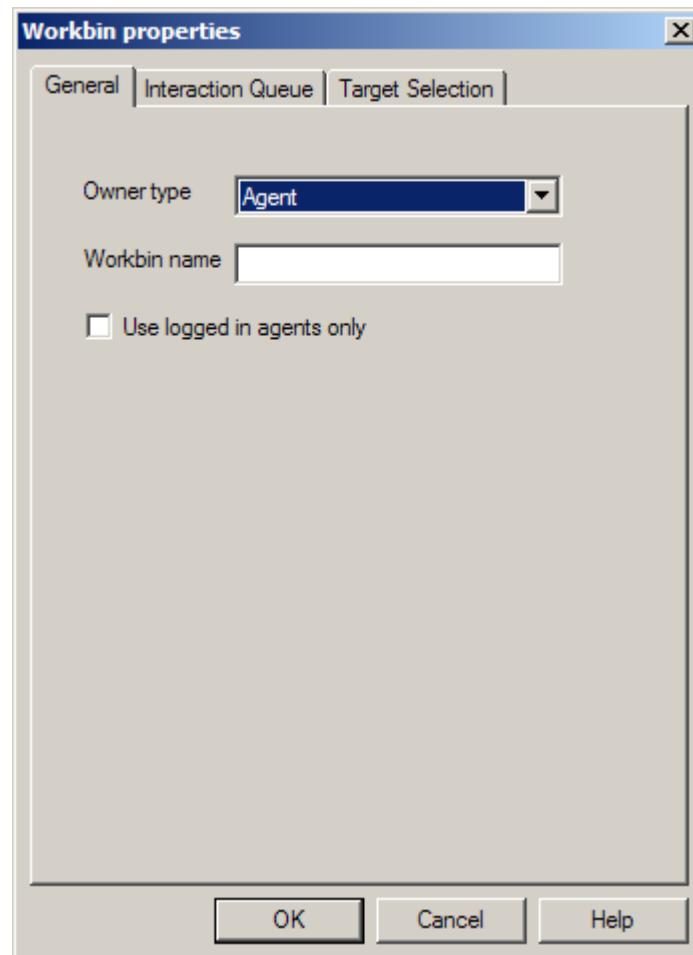 Workbin properties
General Interaction Queue Target Selection
Owner type Agent
Workbin name
Use logged in agents only
OK Cancel Help